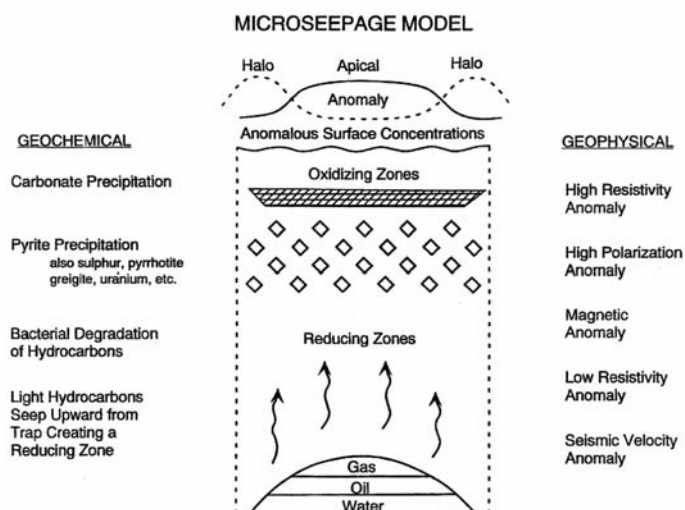 MICROSEEPAGE MODEL
Halo
Apical
Halo
Anomaly
Anomalous Surface Concentrations
GEOCHEMICAL
Carbonate Precipitation
Pyrite Precipitation
also sulphur, pyrrhotite
greigite, uranium, etc.
Bacterial Degradation
of Hydrocarbons
Light Hydrocarbons
Seep Upward from
Trap Creating a
Reducing Zone
Oxidizing Zones
Reducing Zones
Gas
Oil
Water
GEOPHYSICAL
High Resistivity
Anomaly
High Polarization
Anomaly
Magnetic
Anomaly
Low Resistivity
Anomaly
Seismic Velocity
Anomaly